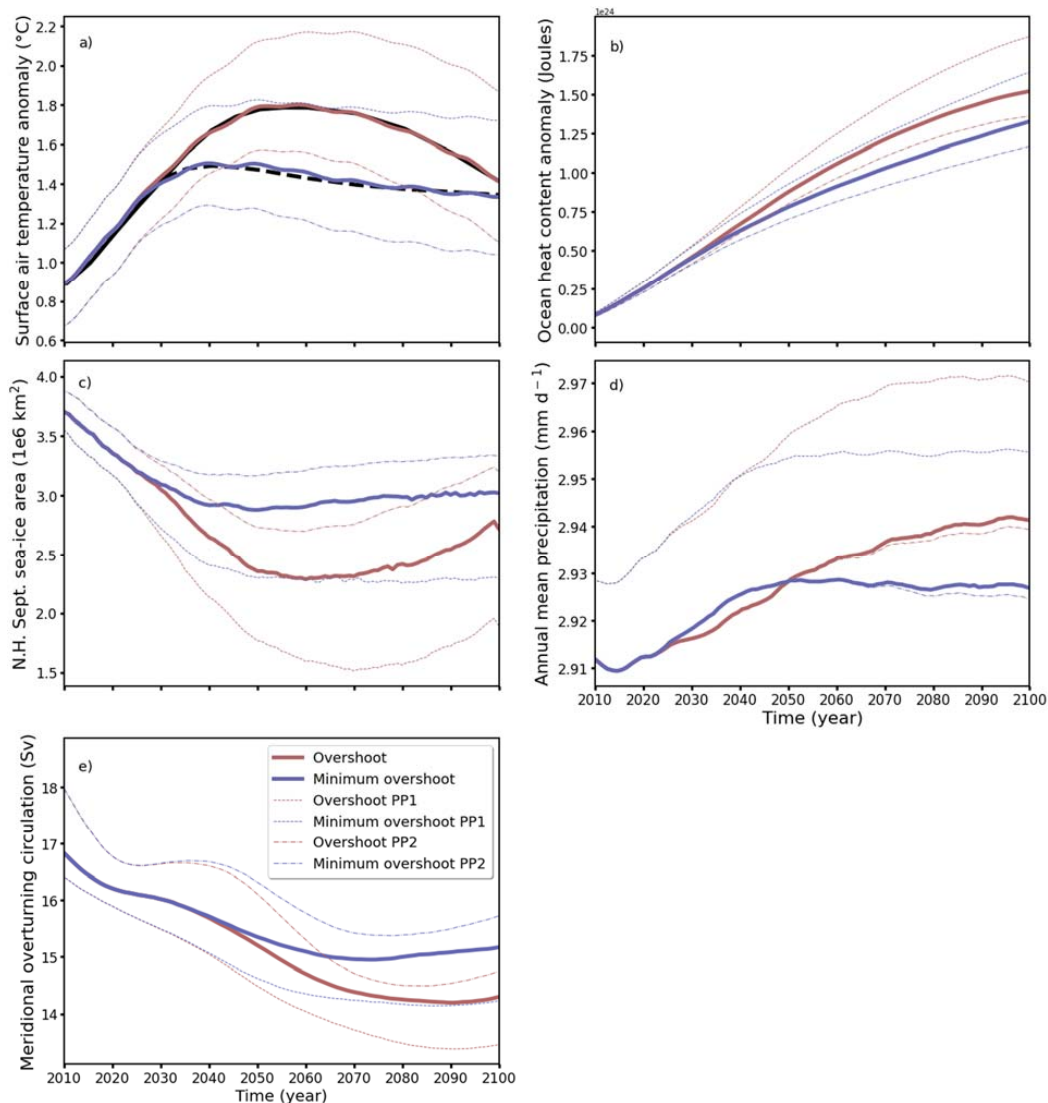 a)
Surface air temperature anomaly (°C)
2.2
2.0
1.8
1.6
1.4
1.2
1.0
0.8
0.6
1e24
b)
Ocean heat content anomaly (Joules)
1.75
1.50
1.25
1.00
0.75
0.50
0.25
0.00
c)
N.H. Sept. sea-ice area (1e6 km²)
4.0
3.5
3.0
2.5
2.0
1.5
d)
Annual mean precipitation (mm d⁻¹)
2.97
2.96
2.95
2.94
2.93
2.92
2.91
2010 2020 2030 2040 2050 2060 2070 2080 2090 2100
Time (year)
e)
Meridional overturning circulation (Sv)
18
17
16
15
14
Overshoot
Minimum overshoot
Overshoot PP1
Minimum overshoot PP1
Overshoot PP2
Minimum overshoot PP2
2010 2020 2030 2040 2050 2060 2070 2080 2090 2100
Time (year)